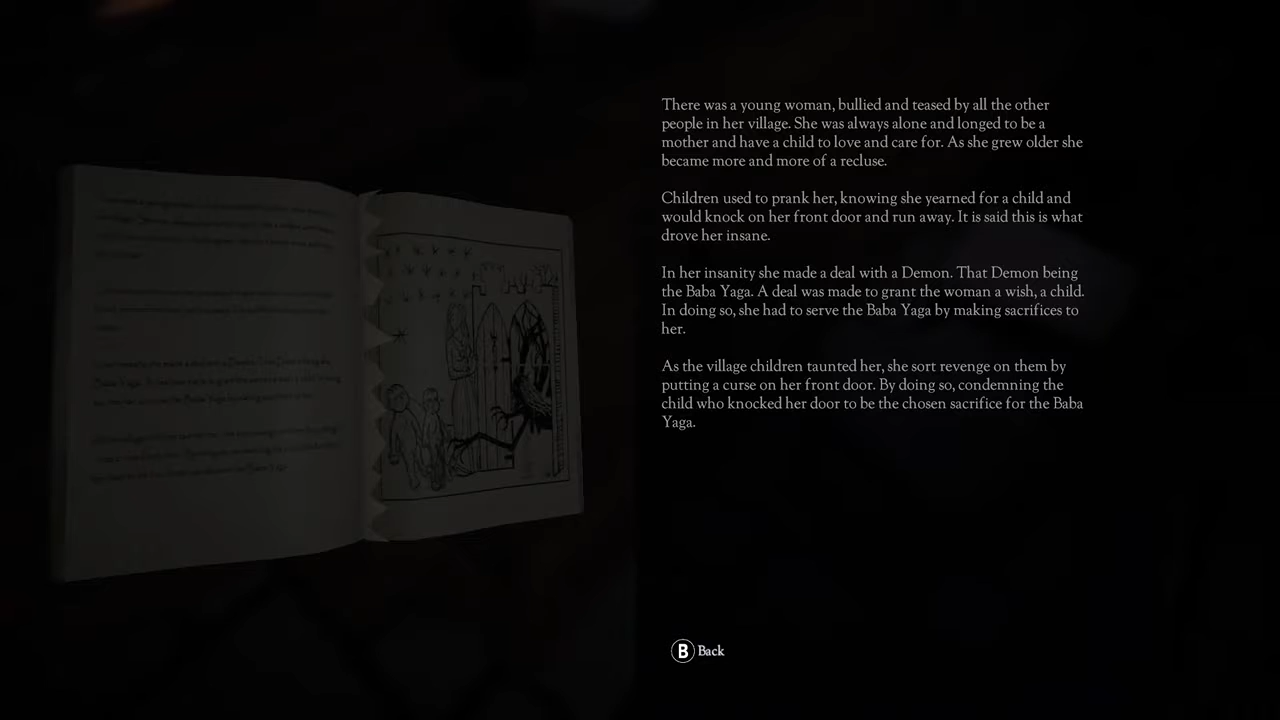 There was a young woman, bullied and teased by all the other
people in her village. She was always alone and longed to be a
mother and have a child to love and care for. As she grew older she
became more and more of a recluse.
Children used to prank her, knowing she yearned for a child and
would knock on her front door and run away. It is said this is what
drove her insane.
In her insanity she made a deal with a Demon. That Demon being
the Baba Yaga. A deal was made to grant the woman a wish, a child.
In doing so, she had to serve the Baba Yaga by making sacrifices to
her.
As the village children taunted her, she sort revenge on them by
putting a curse on her front door. By doing so, condemning the
child who knocked her door to be the chosen sacrifice for the Baba
Yaga.
B Back